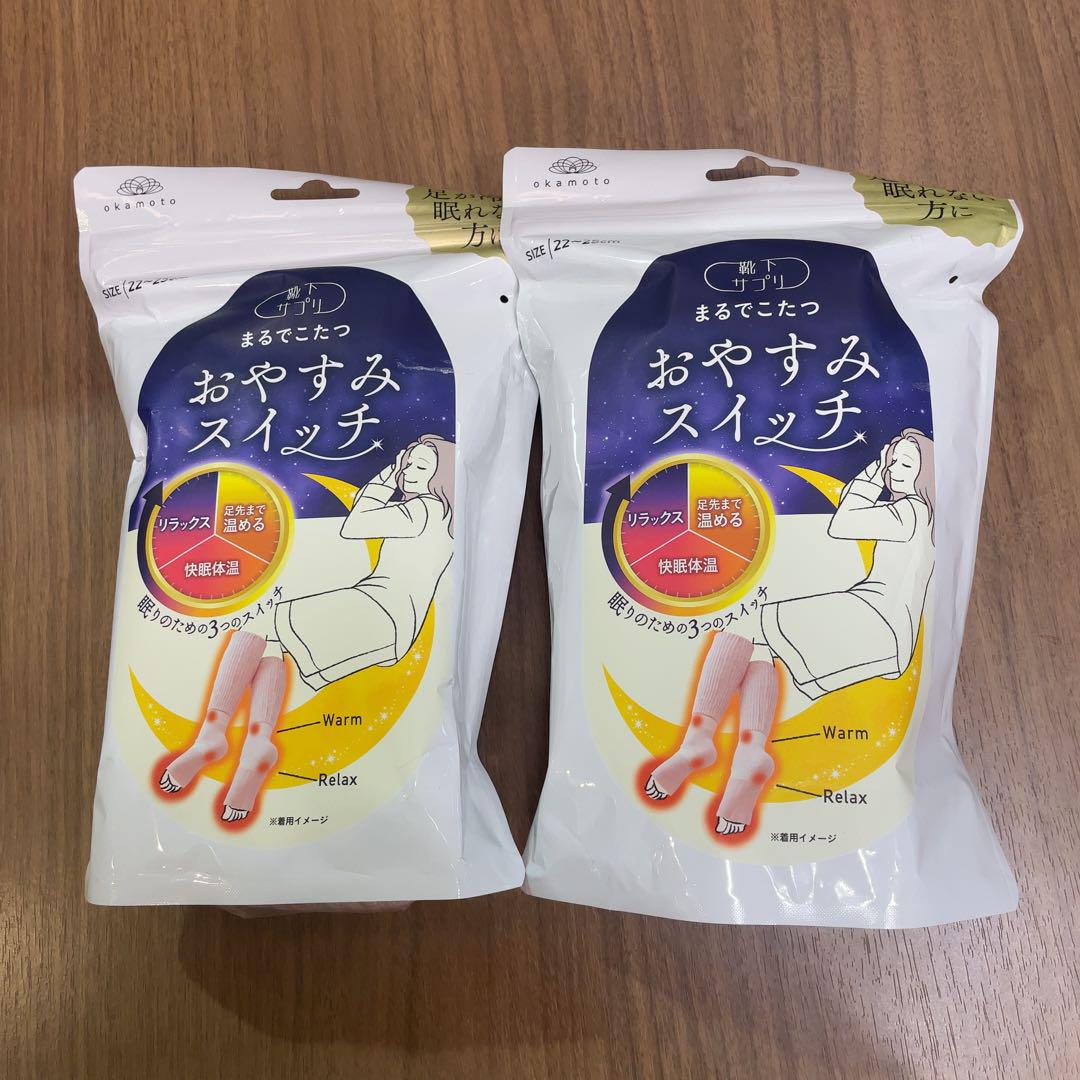 okamoto
眠れな
方に
SIZE 22~25cm
靴下
サプリ
まるでこたつ
おやすみ
スイッチ
リラックス
足先まで
温める
快眠体温
眠りのための3つのスイッチ
Warm
Relax
※着用イメージ
okamoto
眠れない
方に
SIZE 22~25cm
靴下
サプリ
まるでこたつ
おやすみ
スイッチ
リラックス
足先まで
温める
快眠体温
眠りのための3つのスイッチ
Warm
Relax
※着用イメージ